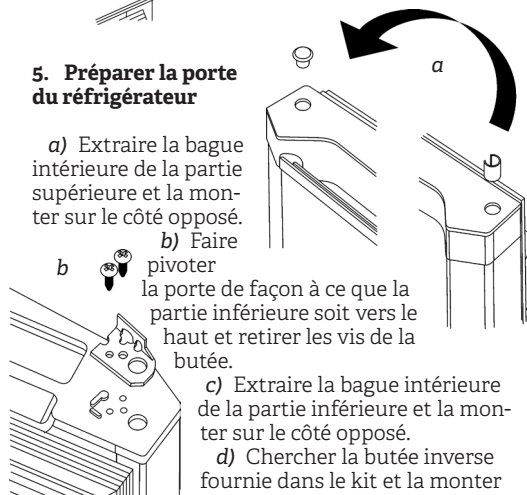 5. Préparer la porte
du réfrigérateur
a
a) Extraire la bague
intérieure de la partie
supérieure et la mon-
ter sur le côté opposé.
b) Faire
pivoter
b
la porte de façon à ce que la
partie inférieure soit vers le
haut et retirer les vis de la
butée.
c) Extraire la bague intérieure
de la partie inférieure et la mon-
ter sur le côté opposé.
d) Chercher la butée inverse
fournie dans le kit et la monter